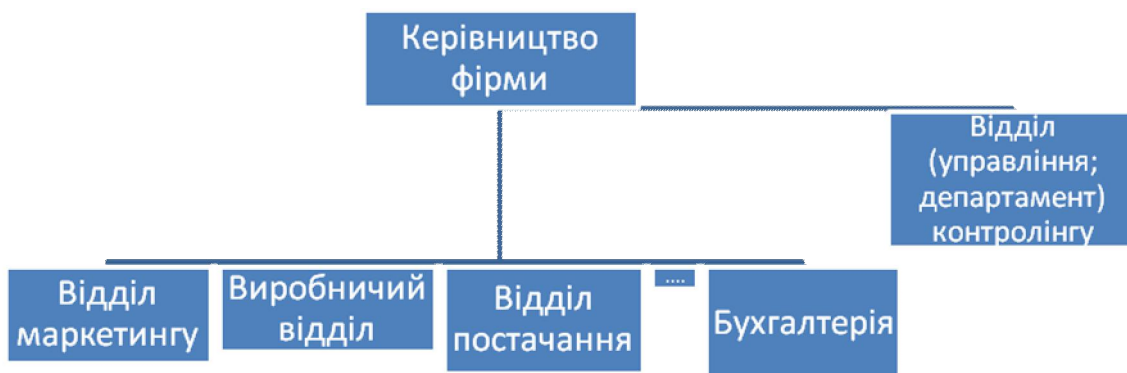 Керівництво
фірми
Відділ
(управління;
департамент)
контролінгу
Відділ
маркетингу
Виробничий
відділ
Відділ
постачання
....
Бухгалтерія